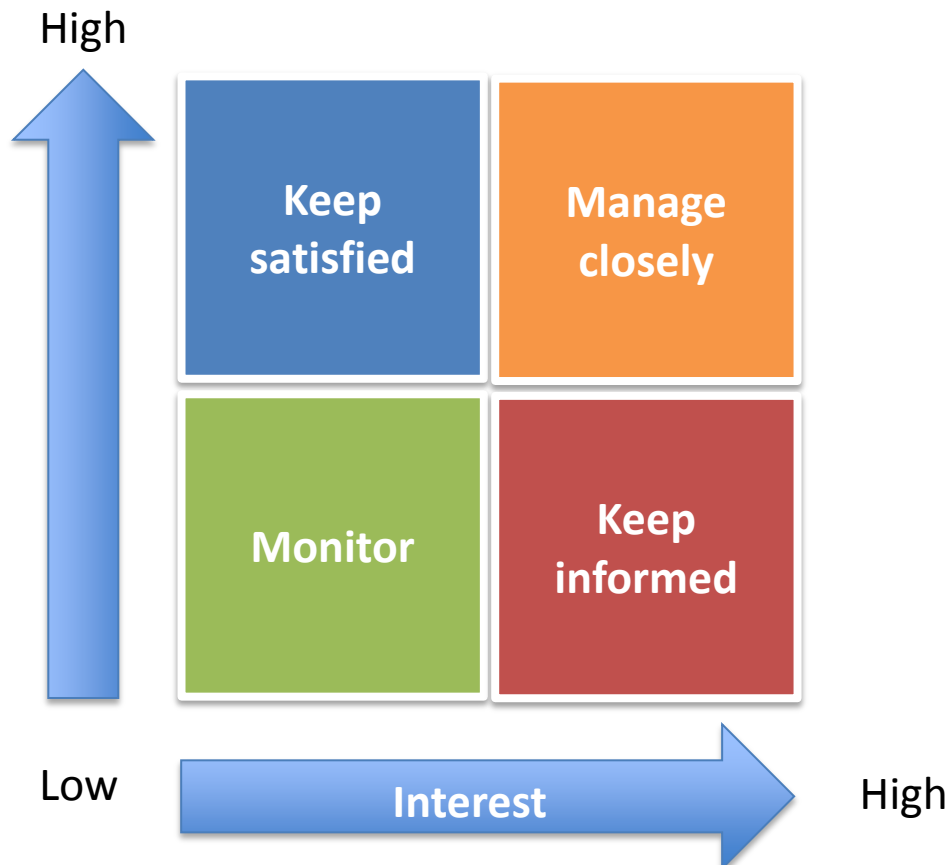 High
Keep
satisfied
Manage
closely
Monitor
Keep
informed
Low
Interest
High